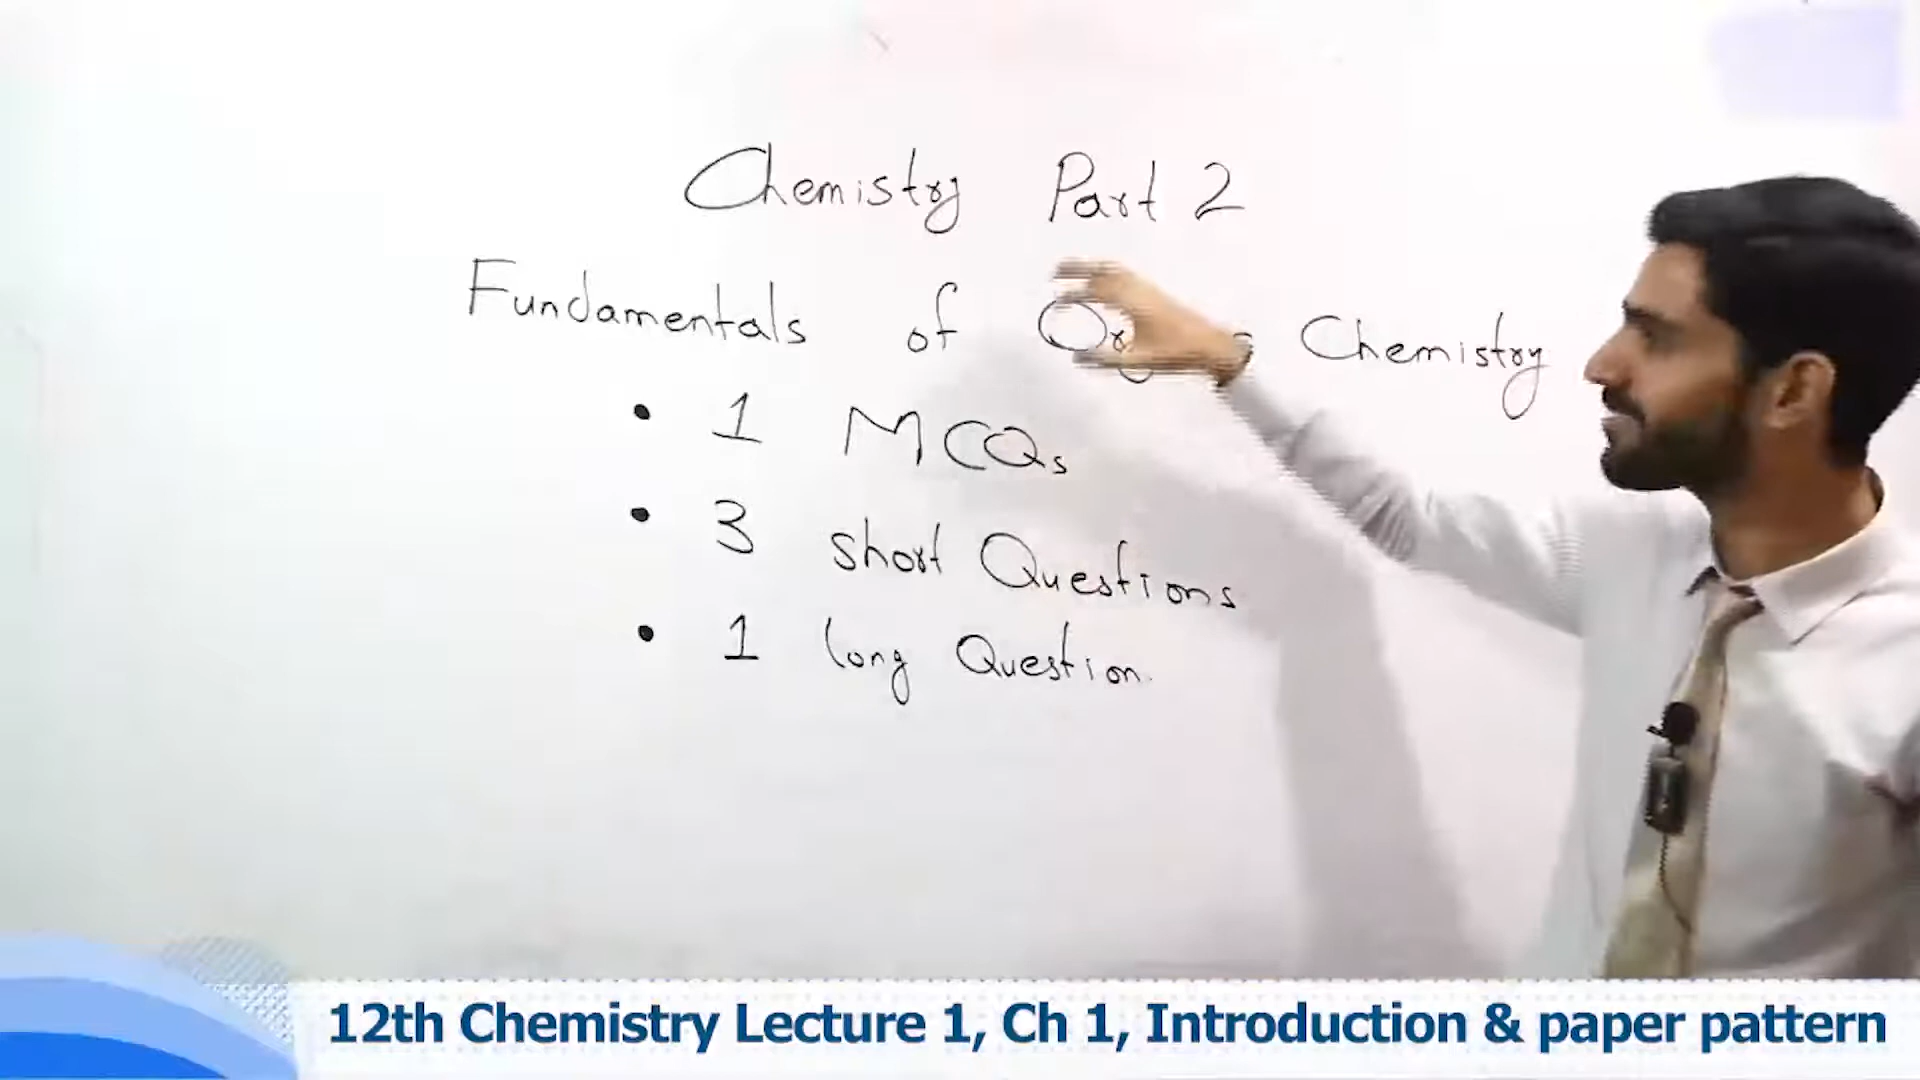 Chemistry Part 2
Fundamentals of Chemistry
• 1 MCQs
• 3 short Questions
• 1 long Question.
12th Chemistry Lecture 1, Ch 1, Introduction & paper pattern